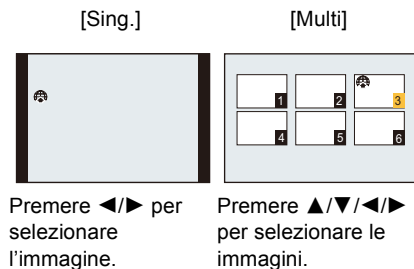 [Sing.]
[Multi]
1 2 3
4 5 6
Premere ◄/► per
selezionare
l'immagine.
Premere ▲/▼/◄/►
per selezionare le
immagini.